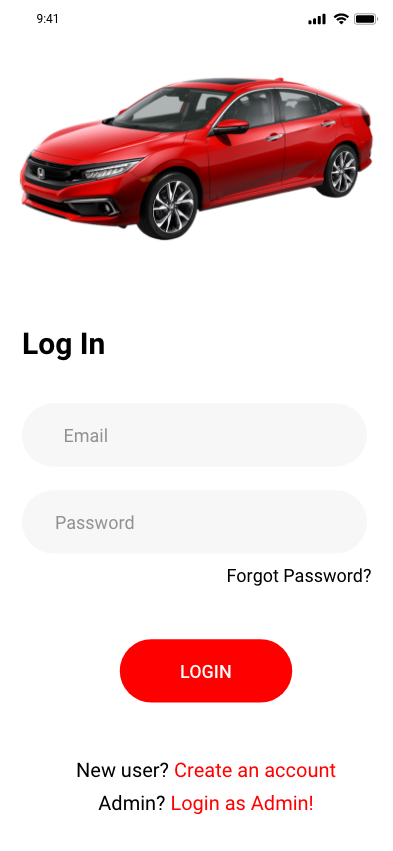 9:41
Log In
Email
Password
Forgot Password?
LOGIN
New user? Create an account
Admin? Login as Admin!